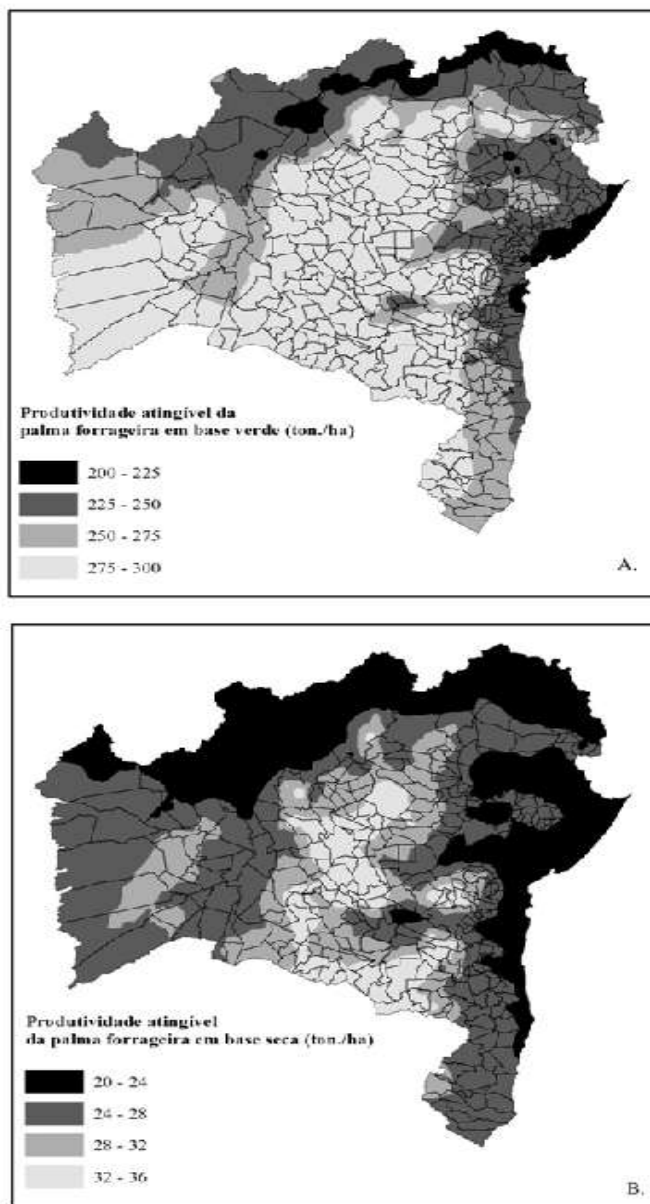 Produtividade atingível da
palma forrageira em base verde (ton./ha)
200 - 225
225 - 250
250 - 275
275 - 300
A.
Produtividade atingível
da palma forrageira em base seca (ton./ha)
20 - 24
24 - 28
28 - 32
32 - 36
B.